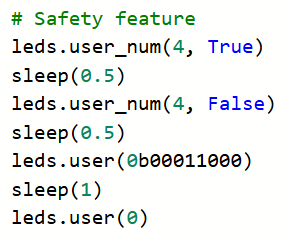 # Safety feature
leds.user_num(4, True)
sleep(0.5)
leds.user_num(4, False)
sleep(0.5)
leds.user(0b00011000)
sleep(1)
leds.user(0)